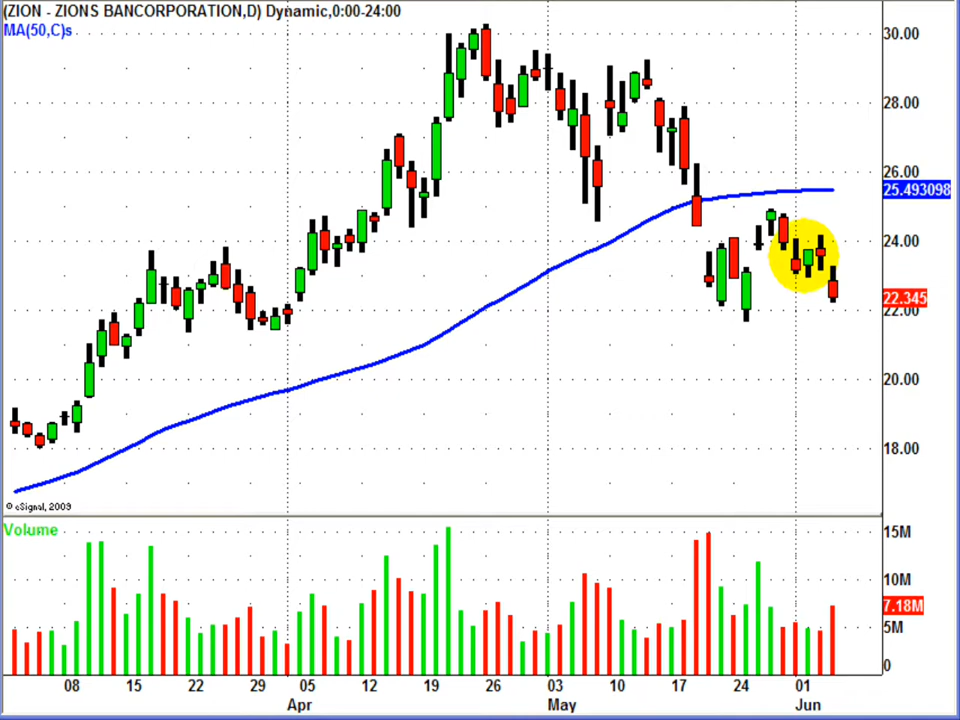 (ZION - ZIONS BANCORPORATION,D) Dynamic,0:00-24:00
MA(50,C)s
30.00
28.00
26.00
25.493098
24.00
22.345
22.00
20.00
18.00
© eSignal, 2009
Volume
15M
10M
7.18M
5M
0
08 15 22 29 05 12 19 26 03 10 17 24 01
Apr May Jun